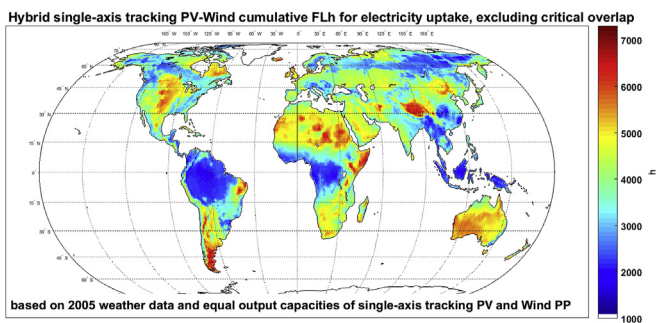 Hybrid single-axis tracking PV-Wind cumulative FLh for electricity uptake, excluding critical overlap
180° W 150° W 120° W 90° W 60° W 30° W 0 30° E 60° E 90° E 120° E 150° E 180° E
7000
6000
5000
4000
3000
2000
1000
h
45° N
30° N
15° N
0°
15° S
30° S
45° S
based on 2005 weather data and equal output capacities of single-axis tracking PV and Wind PP